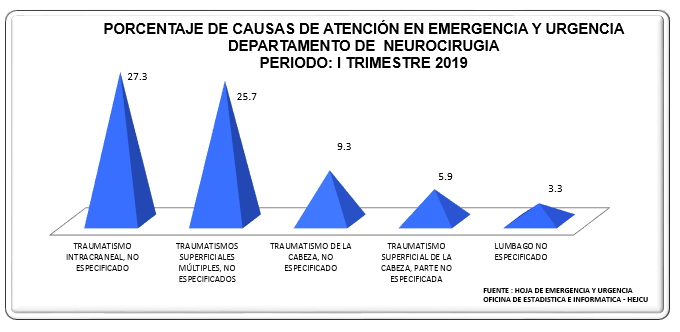 PORCENTAJE DE CAUSAS DE ATENCIÓN EN EMERGENCIA Y URGENCIA
DEPARTAMENTO DE NEUROCIRUGIA
PERIODO: I TRIMESTRE 2019
27.3
25.7
9.3
5.9
3.3
TRAUMATISMO
INTRACRANEAL, NO
ESPECIFICADO
TRAUMATISMOS
SUPERFICIALES
MÚLTIPLES, NO
ESPECIFICADOS
TRAUMATISMO DE LA
CABEZA, NO
ESPECIFICADO
TRAUMATISMO
SUPERFICIAL DE LA
CABEZA, PARTE NO
ESPECIFICADA
LUMBAGO NO
ESPECIFICADO
FUENTE : HOJA DE EMERGENCIA Y URGENCIA
OFICINA DE ESTADISTICA E INFORMATICA - HEJCU